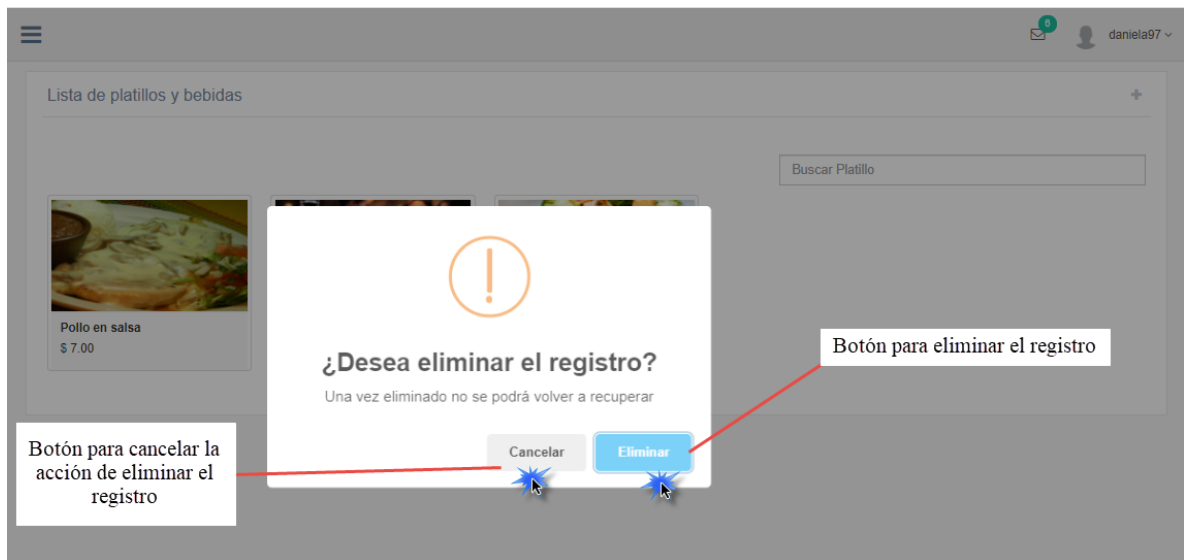 6
daniela97
Lista de platillos y bebidas
Buscar Platillo
Pollo en salsa
$ 7.00
¿Desea eliminar el registro?
Una vez eliminado no se podrá volver a recuperar
Cancelar
Eliminar
Botón para eliminar el registro
Botón para cancelar la
acción de eliminar el
registro